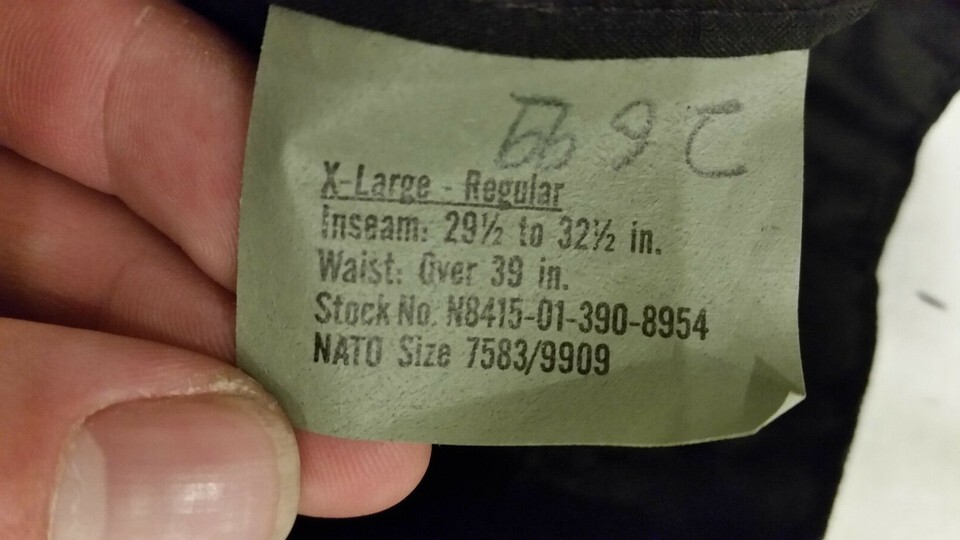 X-Large - Regular
Inseam: 29½ to 32½ in.
Waist: Over 39 in.
Stock No. N8415-01-390-8954
NATO Size 7583/9909